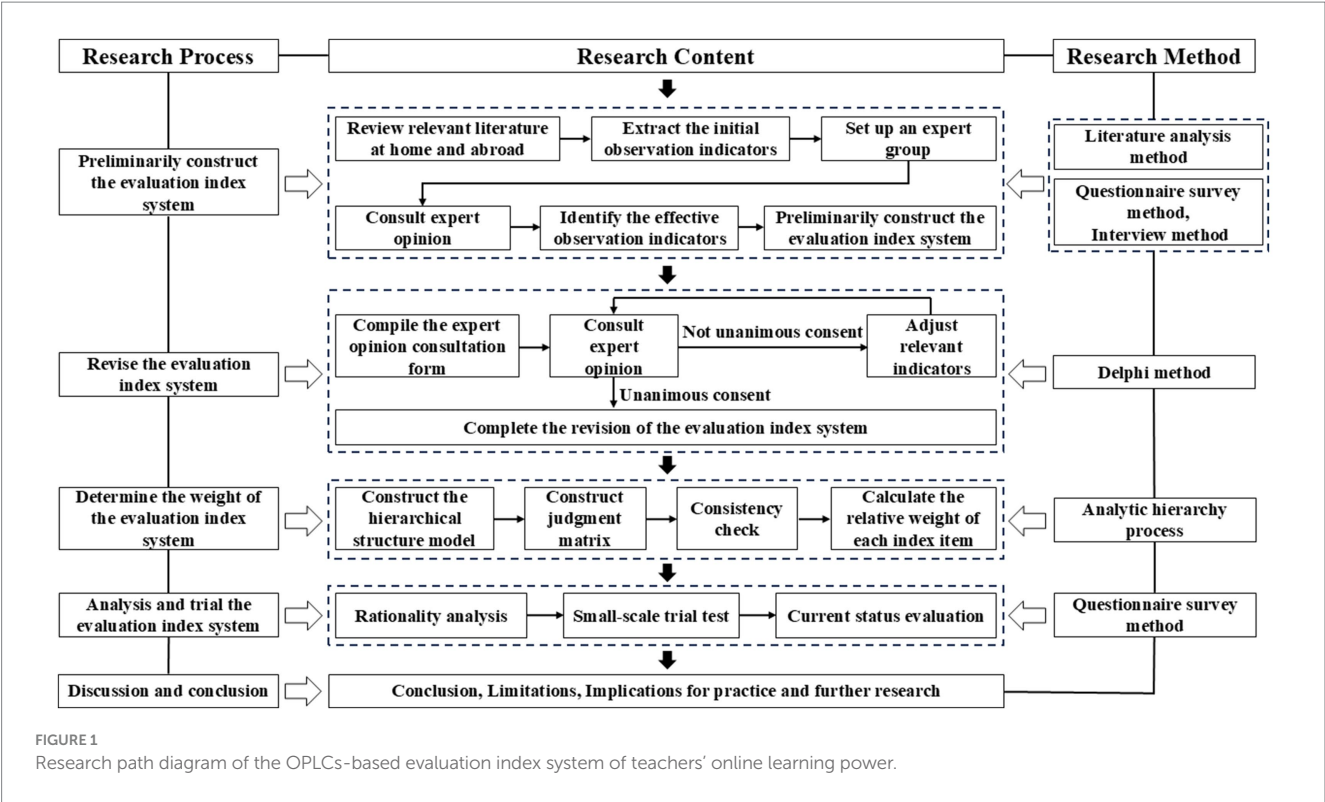 Research Process
Research Content
Research Method
Preliminarily construct
the evaluation index
system
Review relevant literature
at home and abroad
Extract the initial
observation indicators
Set up an expert
group
Consult expert
opinion
Identify the effective
observation indicators
Preliminarily construct the
evaluation index system
Literature analysis
method
Questionnaire survey
method,
Interview method
Revise the evaluation
index system
Compile the expert
opinion consultation
form
Consult
expert
opinion
Not unanimous consent
Adjust
relevant
indicators
Unanimous consent
Complete the revision of the evaluation index system
Delphi method
Determine the weight of
the evaluation index
system
Construct the
hierarchical
structure model
Construct
judgment
matrix
Consistency
check
Calculate the
relative weight of
each index item
Analytic hierarchy
process
Analysis and trial the
evaluation index system
Rationality analysis
Small-scale trial test
Current status evaluation
Questionnaire survey
method
Discussion and conclusion
Conclusion, Limitations, Implications for practice and further research
FIGURE 1
Research path diagram of the OPLCs-based evaluation index system of teachers’ online learning power.